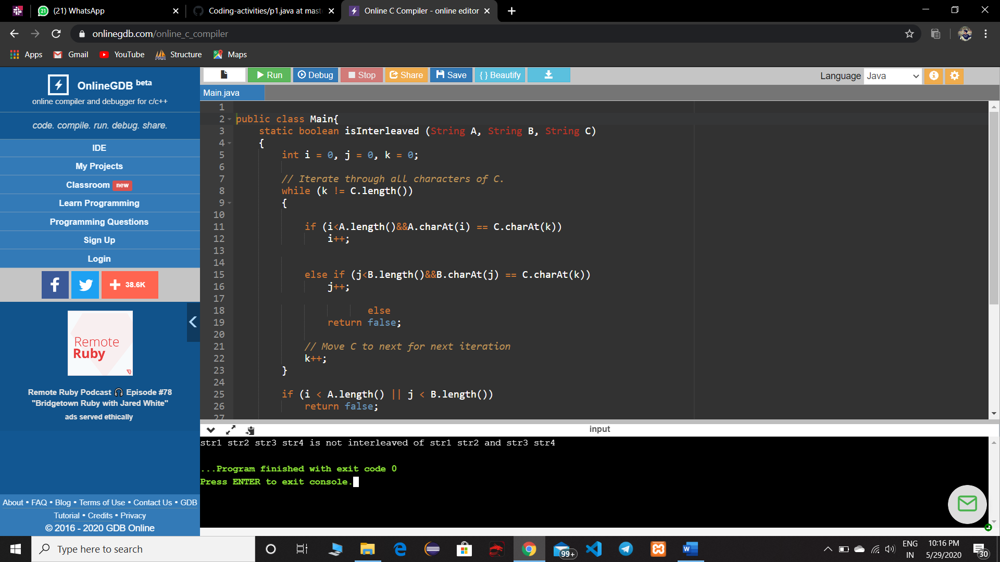 (21) WhatsApp
Coding-activities/p1.java at mast
Online C Compiler - online editor
onlinegdb.com/online_c_compiler
Apps Gmail YouTube Structure Maps
OnlineGDB beta
online compiler and debugger for c/c++
code. compile. run. debug. share.
IDE
My Projects
Classroom new
Learn Programming
Programming Questions
Sign Up
Login
38.6K
Remote
Ruby
Remote Ruby Podcast 🎧 Episode #78
"Bridgetown Ruby with Jared White"
ads served ethically
About • FAQ • Blog • Terms of Use • Contact Us • GDB
Tutorial • Credits • Privacy
© 2016 - 2020 GDB Online
Run Debug Stop Share Save { } Beautify
Language Java
Main.java
1
2 public class Main{
3 static boolean isInterleaved (String A, String B, String C)
4 {
5 int i = 0, j = 0, k = 0;
6
7 // Iterate through all characters of C.
8 while (k != C.length())
9 {
10
11 if (i<A.length()&&A.charAt(i) == C.charAt(k))
12 i++;
13
14
15 else if (j<B.length()&&B.charAt(j) == C.charAt(k))
16 j++;
17
18 else
19 return false;
20
21 // Move C to next for next iteration
22 k++;
23 }
24
25 if (i < A.length() || j < B.length())
26 return false;
27
input
str1 str2 str3 str4 is not interleaved of str1 str2 and str3 str4
...Program finished with exit code 0
Press ENTER to exit console.
Type here to search
99+
W
ENG
IN
10:16 PM
5/29/2020
30